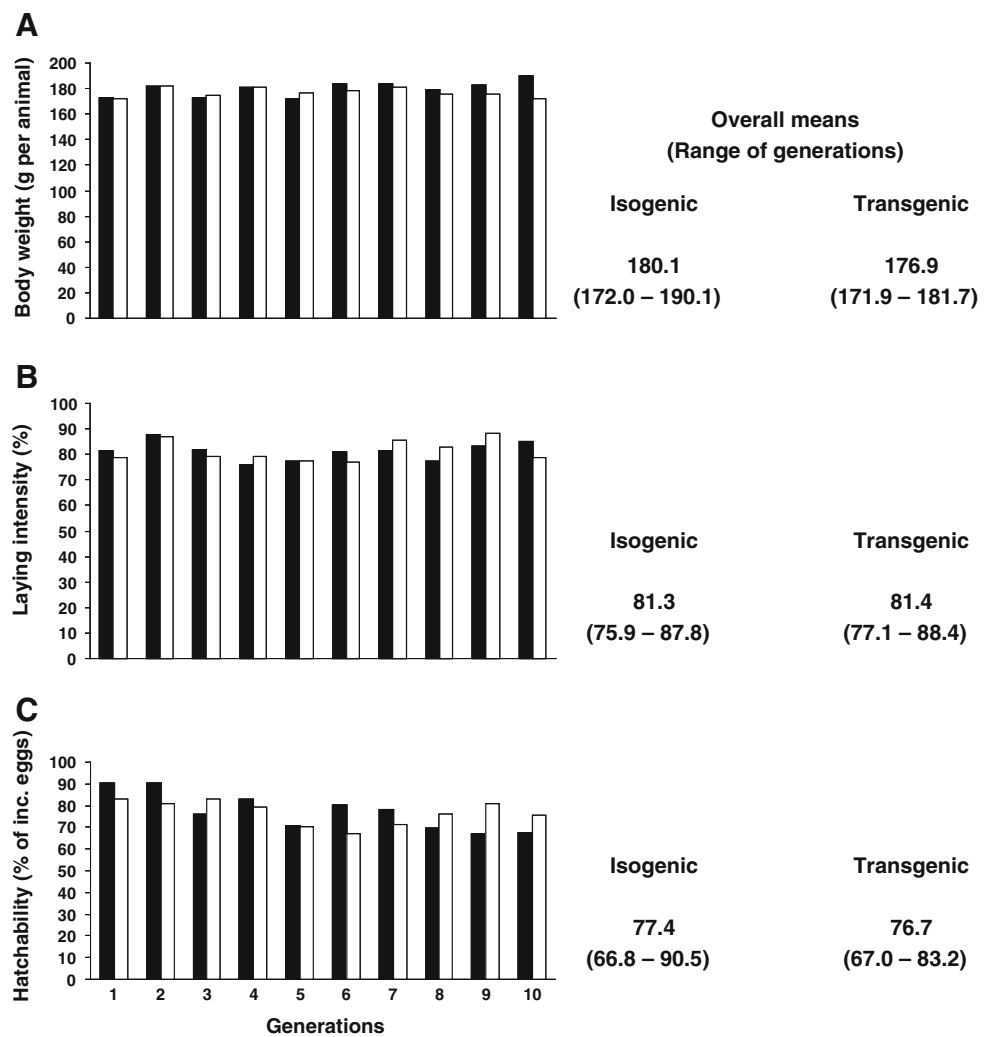 A
Body weight (g per animal)
200
180
160
140
120
100
80
60
40
20
0
Overall means
(Range of generations)
Isogenic Transgenic
180.1 176.9
(172.0 – 190.1) (171.9 – 181.7)
B
Laying intensity (%)
100
90
80
70
60
50
40
30
20
10
0
Isogenic Transgenic
81.3 81.4
(75.9 – 87.8) (77.1 – 88.4)
C
Hatchability (% of inc. eggs)
100
90
80
70
60
50
40
30
20
10
0
Isogenic Transgenic
77.4 76.7
(66.8 – 90.5) (67.0 – 83.2)
1 2 3 4 5 6 7 8 9 10
Generations